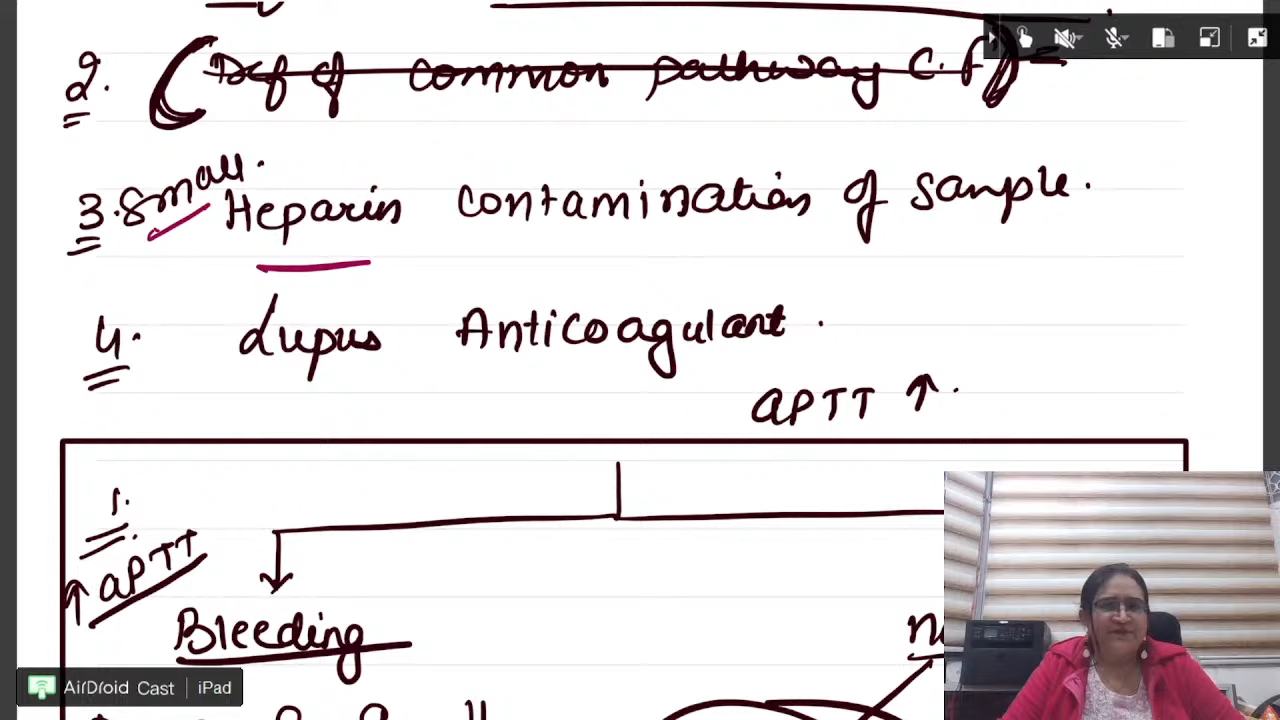 2. (Def of common pathway C.F) =
3. Small Heparin contamination of sample.
4. Lupus Anticoagulant.
APTT ↑.
1.
↑ aPTT
Bleeding
AirDroid Cast | iPad